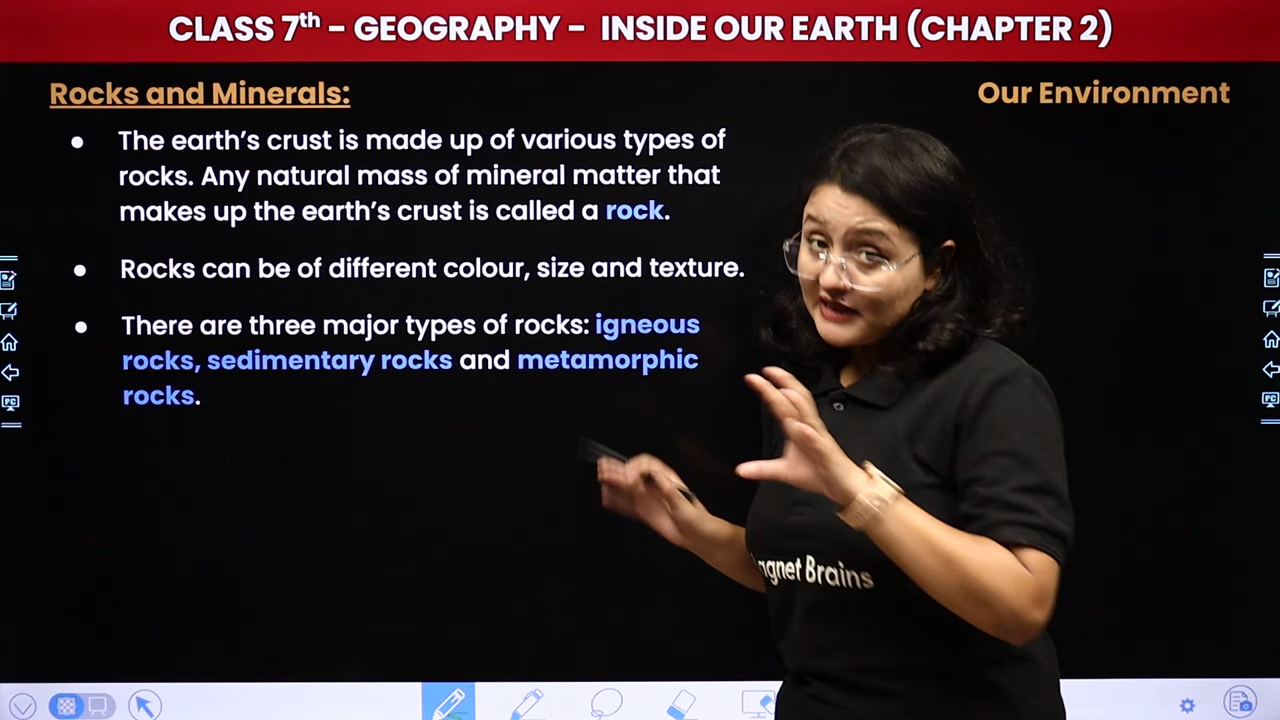 CLASS 7th - GEOGRAPHY - INSIDE OUR EARTH (CHAPTER 2)
Rocks and Minerals:
Our Environment
● The earth's crust is made up of various types of
rocks. Any natural mass of mineral matter that
makes up the earth's crust is called a rock.
● Rocks can be of different colour, size and texture.
● There are three major types of rocks: igneous
rocks, sedimentary rocks and metamorphic
rocks.
Brains
PC
PC